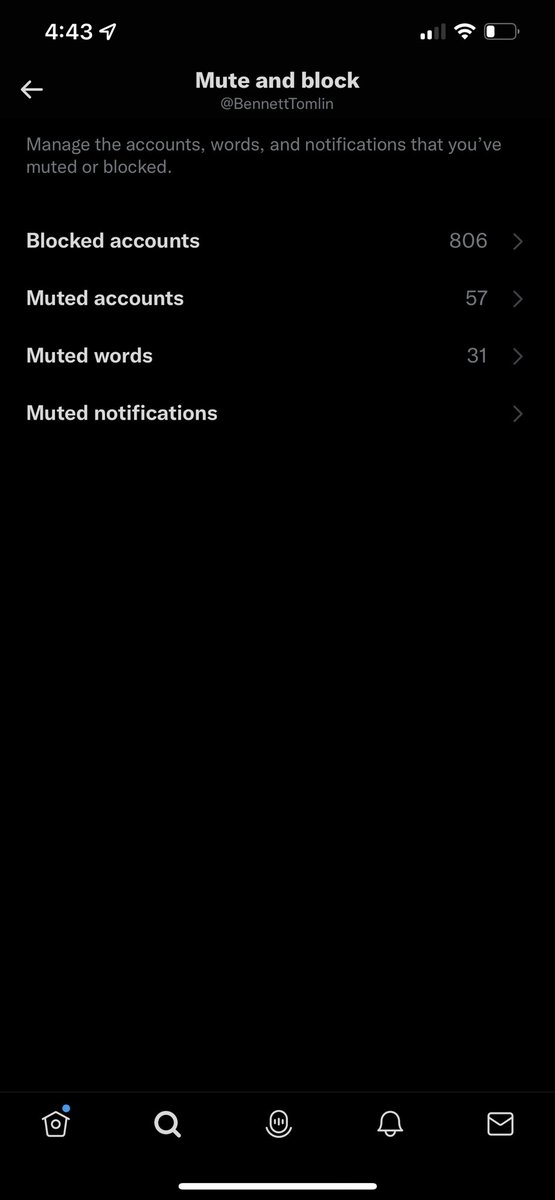 4:43
Mute and block
@BennettTomlin
Manage the accounts, words, and notifications that you’ve
muted or blocked.
Blocked accounts 806
Muted accounts 57
Muted words 31
Muted notifications